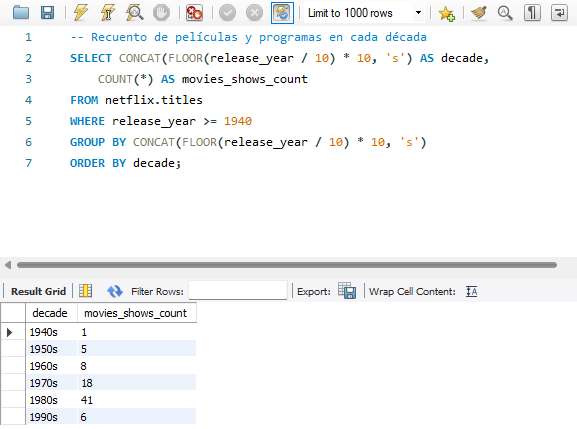 Limit to 1000 rows
1 -- Recuento de películas y programas en cada década
2 SELECT CONCAT(FLOOR(release_year / 10) * 10, 's') AS decade,
3 COUNT(*) AS movies_shows_count
4 FROM netflix.titles
5 WHERE release_year >= 1940
6 GROUP BY CONCAT(FLOOR(release_year / 10) * 10, 's')
7 ORDER BY decade;
Result Grid Filter Rows: Export: Wrap Cell Content: IA
decade movies_shows_count
1940s 1
1950s 5
1960s 8
1970s 18
1980s 41
1990s 6